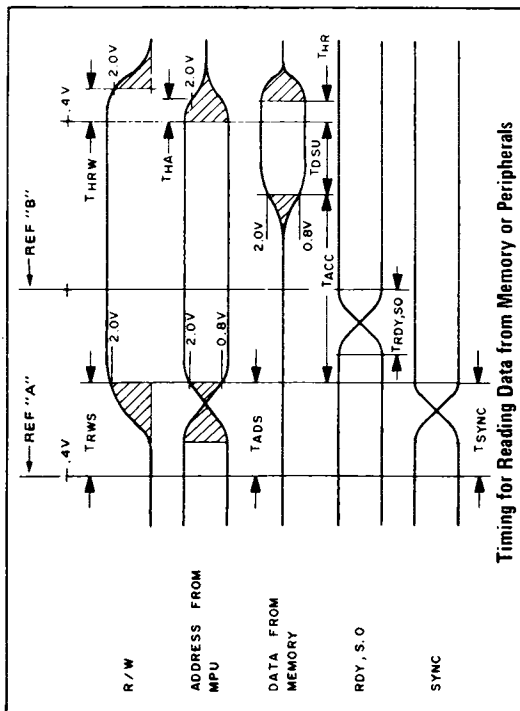 REF "A"
REF "B"
.4V
.4V
.4V
TRWS
2.0V
THRW
2.0V
R/W
THA
2.0V
2.0V
0.8V
ADDRESS FROM
MPU
TADS
THR
TDSU
2.0V
0.8V
DATA FROM
MEMORY
TACC
RDY, S.O
TRDY,SO
SYNC
TSYNC
Timing for Reading Data from Memory or Peripherals